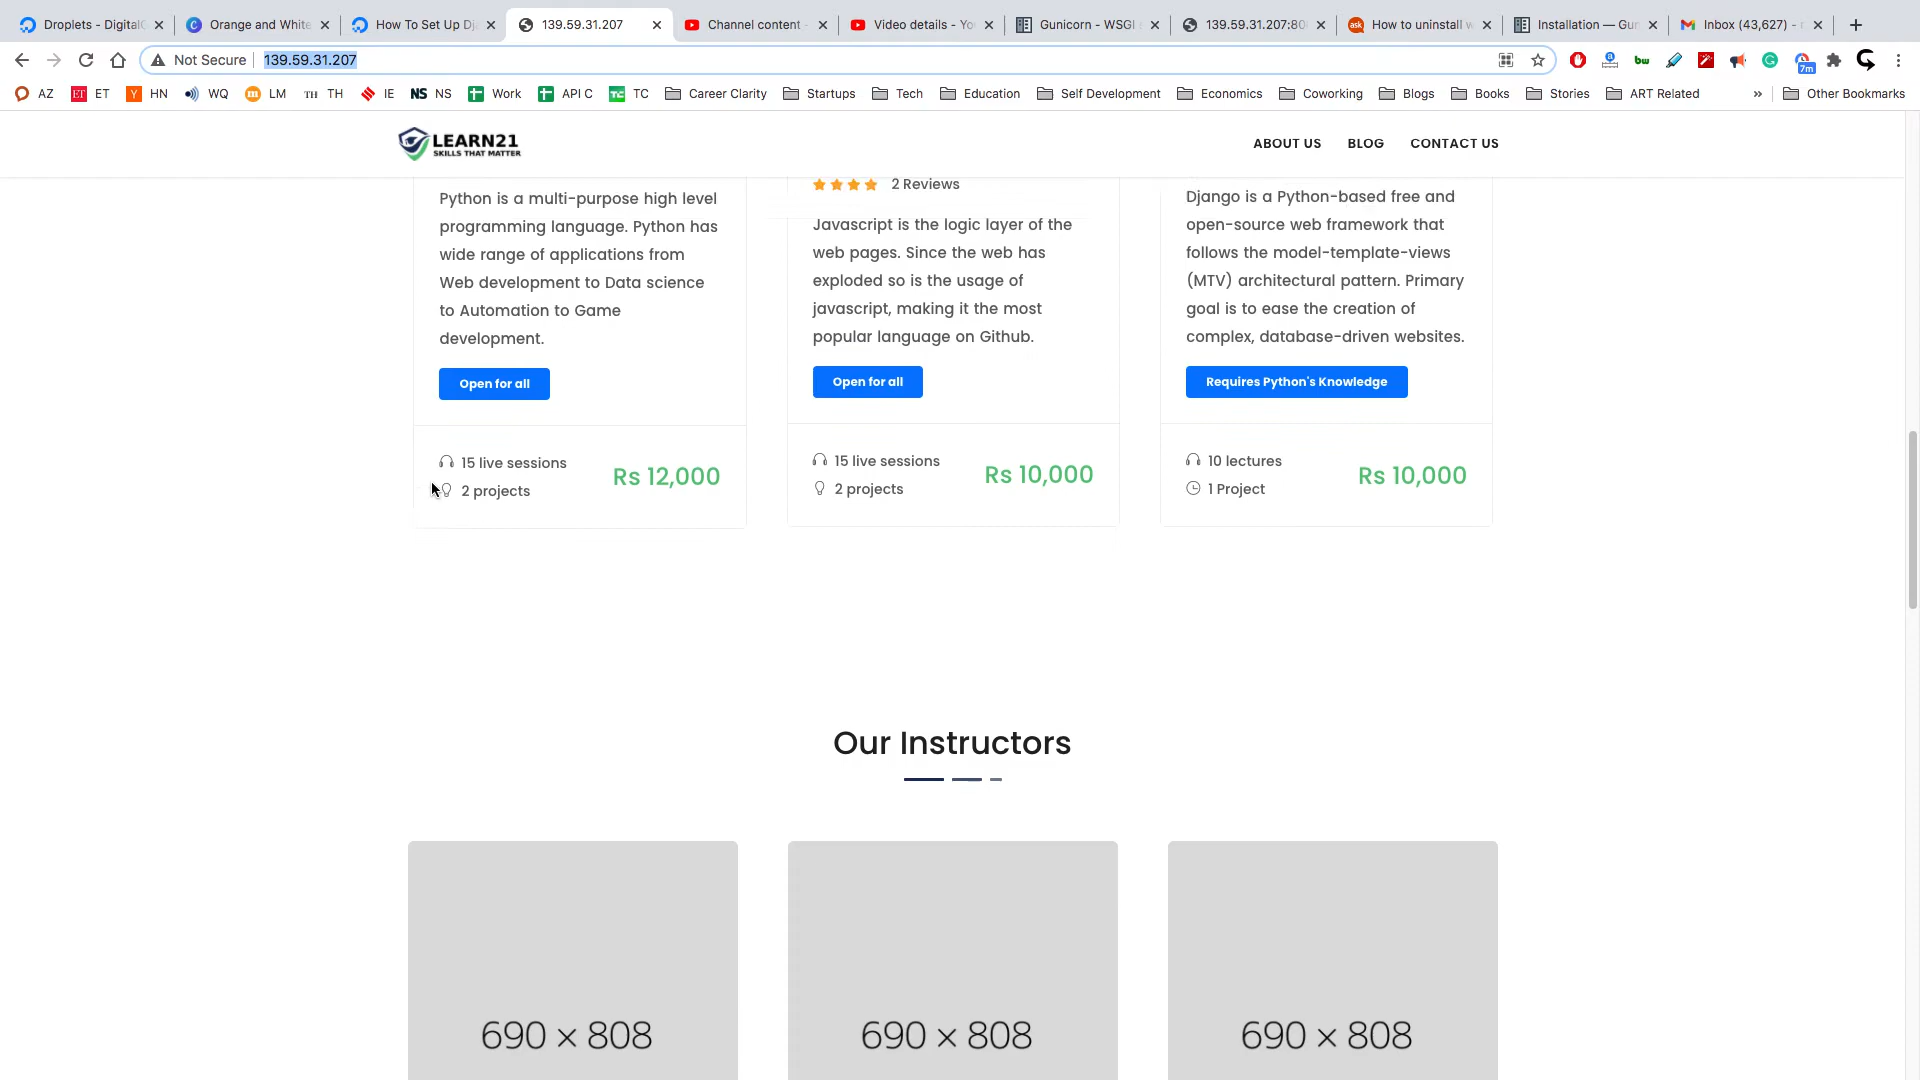 Droplets - Digital
Orange and White
How To Set Up Dj
139.59.31.207
Channel content -
Video details - Yo
Gunicorn - WSGI
139.59.31.207:80
How to uninstall
Installation — Gun
Inbox (43,627) -
Not Secure
139.59.31.207
7m
AZ
ET
HN
WQ
LM
TH
IE
NS
Work
API C
TC
Career Clarity
Startups
Tech
Education
Self Development
Economics
Coworking
Blogs
Books
Stories
ART Related
»
Other Bookmarks
LEARN21
SKILLS THAT MATTER
ABOUT US
BLOG
CONTACT US
Python is a multi-purpose high level
programming language. Python has
wide range of applications from
Web development to Data science
to Automation to Game
development.
Open for all
15 live sessions
2 projects
Rs 12,000
2 Reviews
Javascript is the logic layer of the
web pages. Since the web has
exploded so is the usage of
javascript, making it the most
popular language on Github.
Open for all
15 live sessions
2 projects
Rs 10,000
Django is a Python-based free and
open-source web framework that
follows the model-template-views
(MTV) architectural pattern. Primary
goal is to ease the creation of
complex, database-driven websites.
Requires Python's Knowledge
10 lectures
1 Project
Rs 10,000
Our Instructors
690 × 808
690 × 808
690 × 808